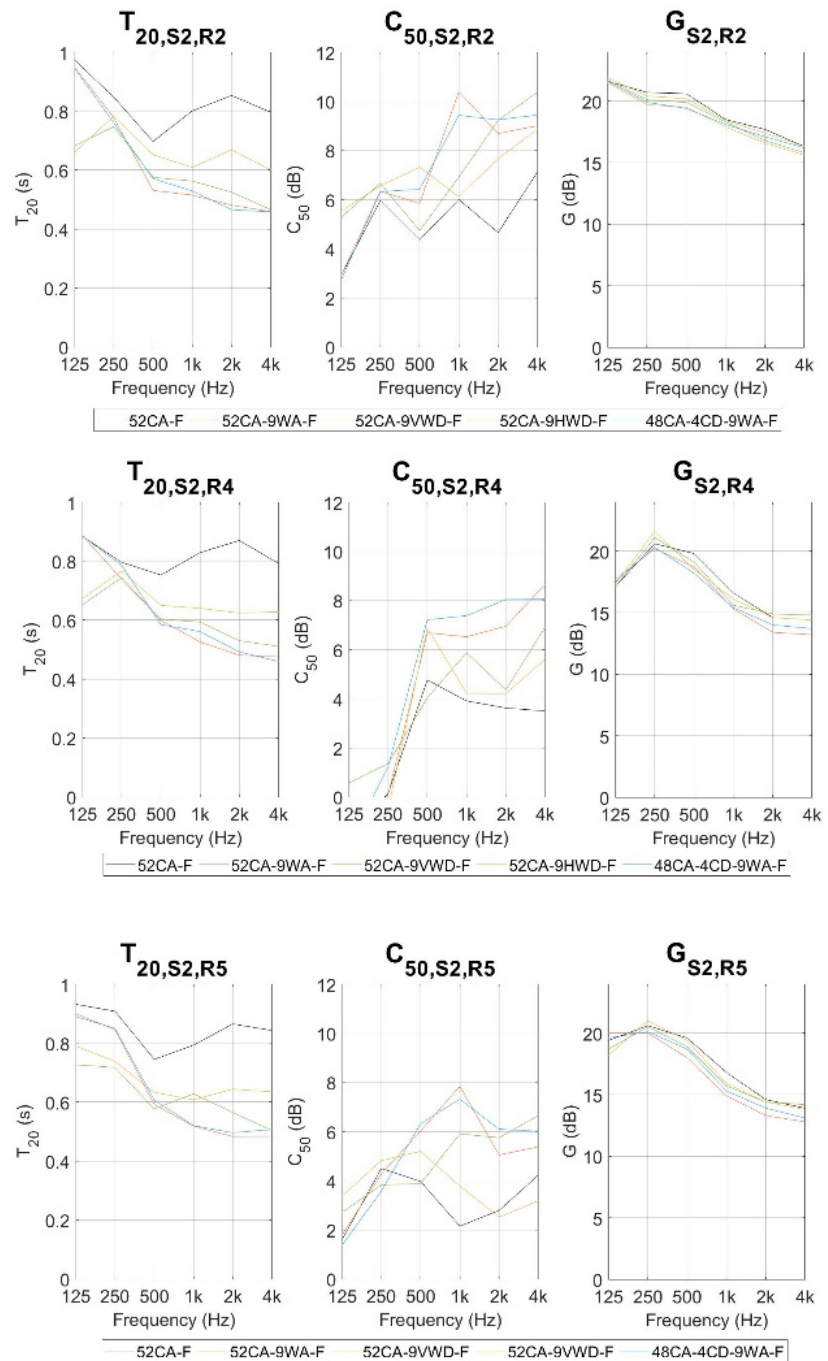 T20,S2,R2 C50,S2,R2 GS2,R2
1 12
0.8 10 20
0.6 8 15
0.4 6 10
0.2 4 5
0 2 0
0
T20 (s) C50 (dB) G (dB)
125 250 500 1k 2k 4k 125 250 500 1k 2k 4k 125 250 500 1k 2k 4k
Frequency (Hz) Frequency (Hz) Frequency (Hz)
52CA-F 52CA-9WA-F 52CA-9VWD-F 52CA-9HWD-F 48CA-4CD-9WA-F
T20,S2,R4 C50,S2,R4 GS2,R4
1 12
0.8 10 20
0.6 8 15
0.4 6 10
0.2 4 5
0 2 0
0
T20 (s) C50 (dB) G (dB)
125 250 500 1k 2k 4k 125 250 500 1k 2k 4k 125 250 500 1k 2k 4k
Frequency (Hz) Frequency (Hz) Frequency (Hz)
52CA-F 52CA-9WA-F 52CA-9VWD-F 52CA-9HWD-F 48CA-4CD-9WA-F
T20,S2,R5 C50,S2,R5 GS2,R5
1 12
0.8 10 20
0.6 8 15
0.4 6 10
0.2 4 5
0 2 0
0
T20 (s) C50 (dB) G (dB)
125 250 500 1k 2k 4k 125 250 500 1k 2k 4k 125 250 500 1k 2k 4k
Frequency (Hz) Frequency (Hz) Frequency (Hz)
52CA-F 52CA-9WA-F 52CA-9VWD-F 52CA-9VWD-F 48CA-4CD-9WA-F